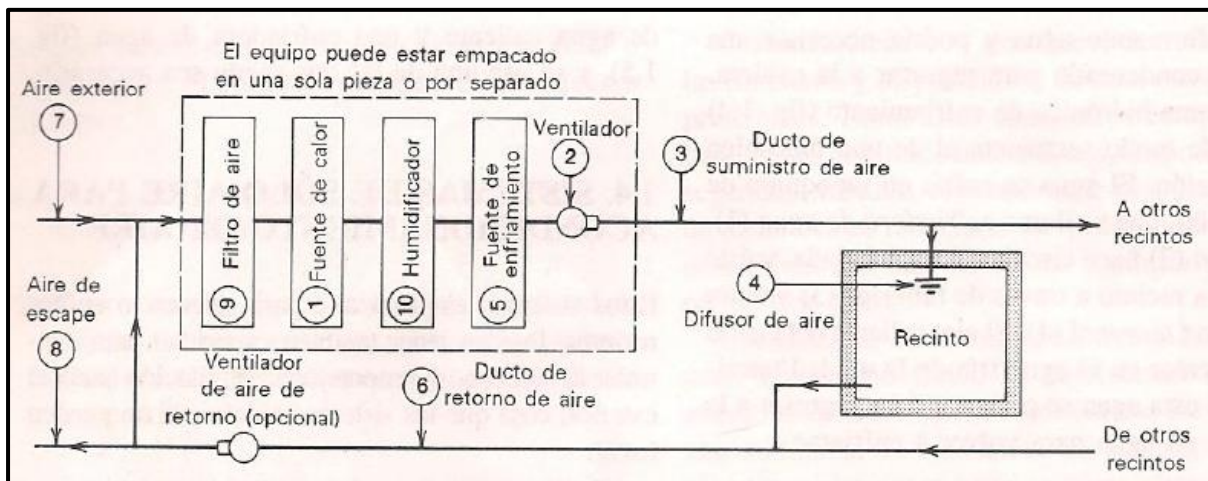 El equipo puede estar empacado
en una sola pieza o por separado
Aire exterior
7
Filtro de aire
9
Fuente de calor
1
Humidificador
10
Fuente de
enfriamiento
5
Ventilador
2
3
Ducto de
suministro de aire
A otros
recintos
4
Difusor de aire
Recinto
Aire de
escape
8
Ventilador
de aire de
retorno (opcional)
6
Ducto de
retorno de aire
De otros
recintos